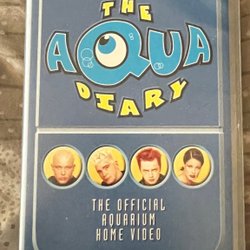 THE
AQUA
DIARY
THE OFFICIAL
AQUARIUM
HOME VIDEO